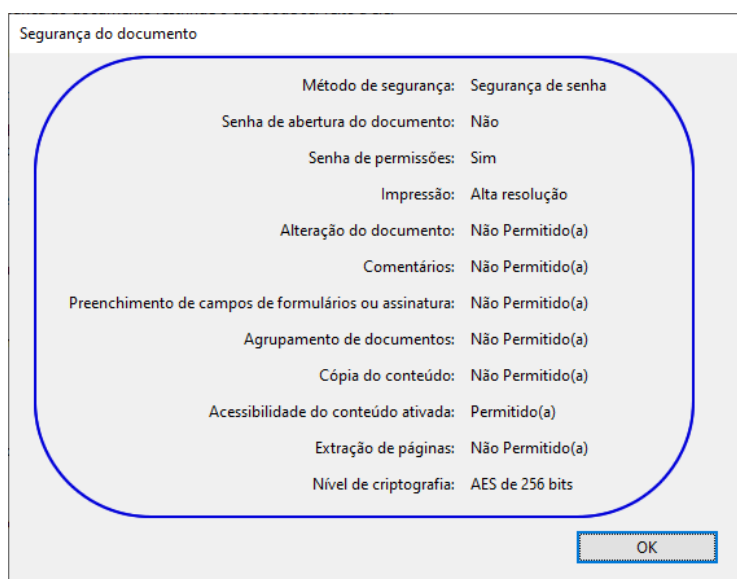 Segurança do documento
Método de segurança: Segurança de senha
Senha de abertura do documento: Não
Senha de permissões: Sim
Impressão: Alta resolução
Alteração do documento: Não Permitido(a)
Comentários: Não Permitido(a)
Preenchimento de campos de formulários ou assinatura: Não Permitido(a)
Agrupamento de documentos: Não Permitido(a)
Cópia do conteúdo: Não Permitido(a)
Acessibilidade do conteúdo ativada: Permitido(a)
Extração de páginas: Não Permitido(a)
Nível de criptografia: AES de 256 bits
OK